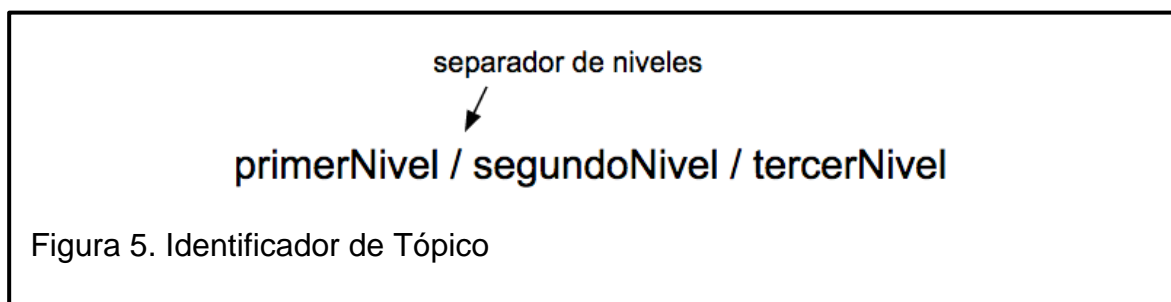 separador de niveles
primerNivel / segundoNivel / tercerNivel
Figura 5. Identificador de Tópico